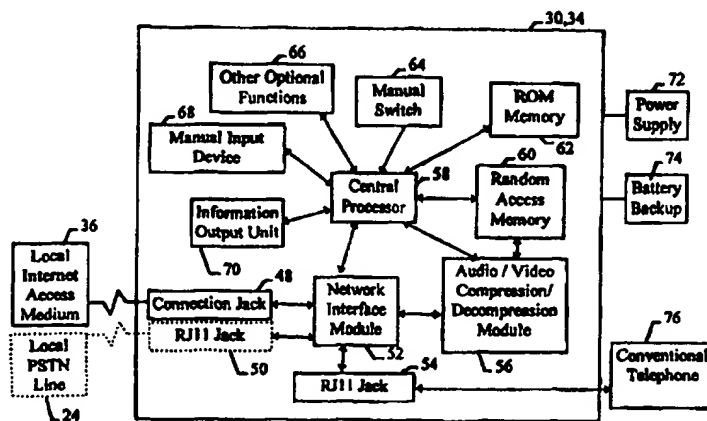 30,34
66
Other Optional
Functions
64
Manual
Switch
ROM
Memory
62
72
Power
Supply
68
Manual Input
Device
60
Random
Access
Memory
74
Battery
Backup
58
Central
Processor
Information
Output Unit
70
36
Local
Internet
Access
Medium
48
Connection Jack
RJ11 Jack
50
Network
Interface
Module
52
Audio / Video
Compression/
Decompression
Module
56
Local
PSTN
Line
24
54
RJ11 Jack
76
Conventional
Telephone